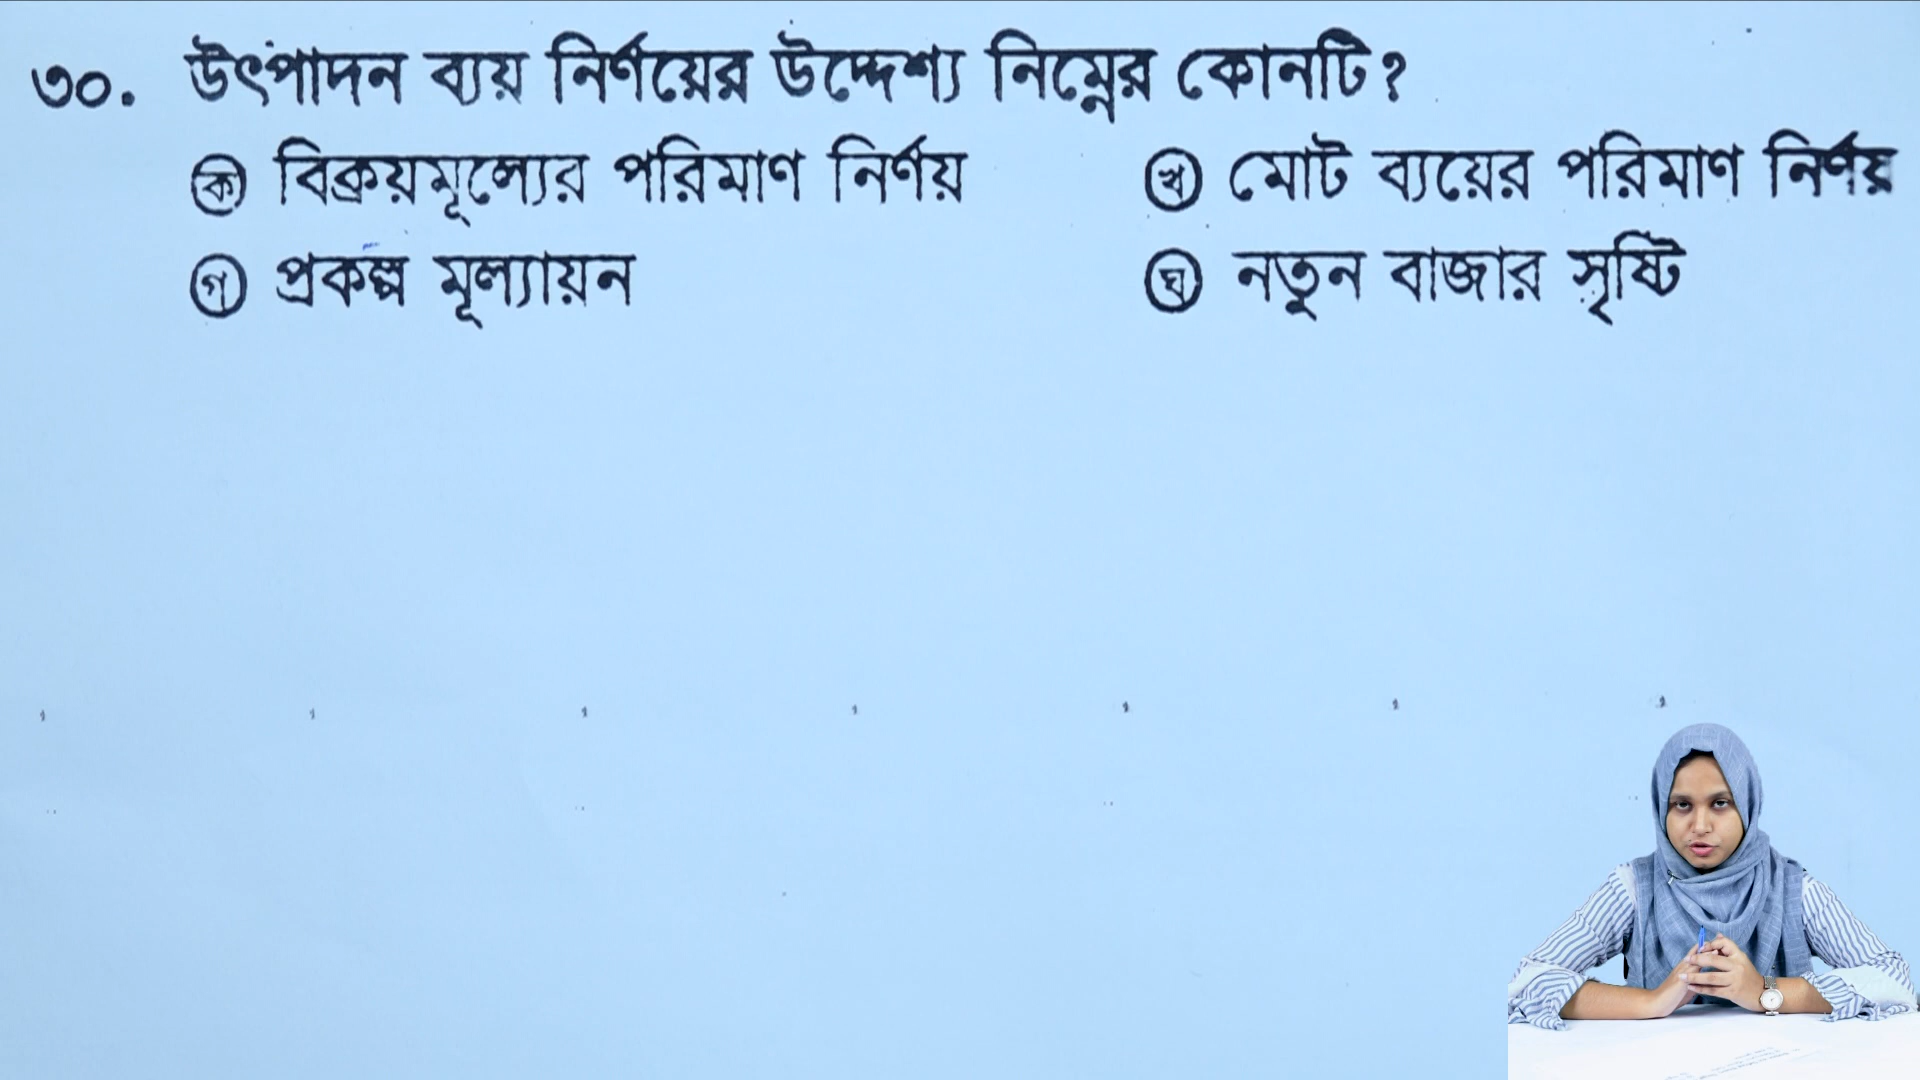 ৩০. উৎপাদন ব্যয় নির্ণয়ের উদ্দেশ্য নিম্নের কোনটি?
ক বিক্রয়মূল্যের পরিমাণ নির্ণয় খ মোট ব্যয়ের পরিমাণ নির্ণয়
গ প্রকল্প মূল্যায়ন ঘ নতুন বাজার সৃষ্টি